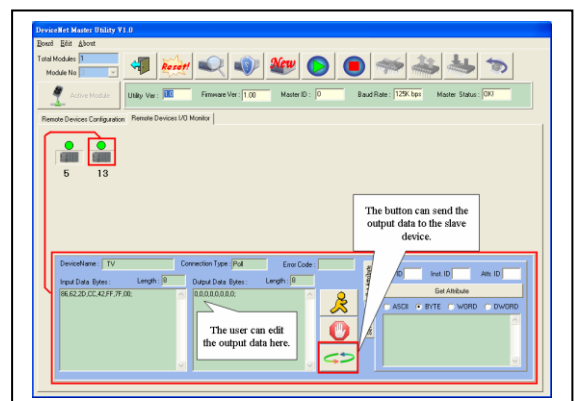 DeviceNet Master Utility V1.0
Board Edit About
Total Modules 1
Module No
Reset!
New
Active Module
Utility Ver : 1.0 Firmware Ver : 1.00 Master ID : 0 Baud Rate : 125K bps Master Status : [OK]
Remote Devices Configuration Remote Devices I/O Monitor
5 13
The button can send the
output data to the slave
device.
DeviceName : TV Connection Type : Poll Error Code :
Input Data Bytes : Length : 8 Output Data Bytes : Length : 8
86,62,2D,CC,42,FF,7F,00;
0,0,0,0,0,0,0,0;
The user can edit
the output data here.
ID Inst. ID Attr. ID
Get Attribute
ASCII BYTE WORD DWORD